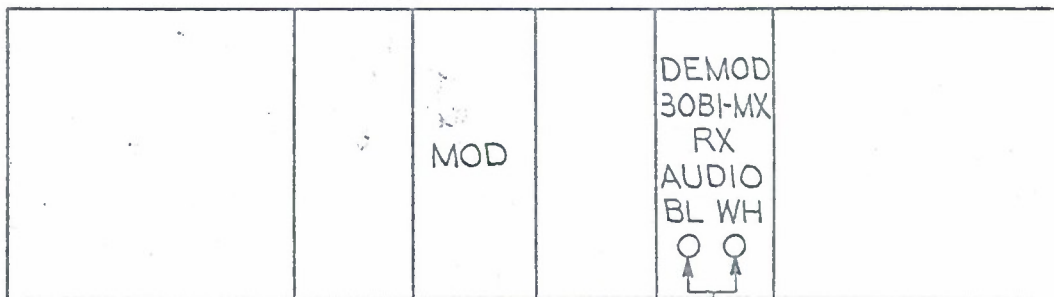 MOD
DEMOD
30BI-MX
RX
AUDIO
BL WH